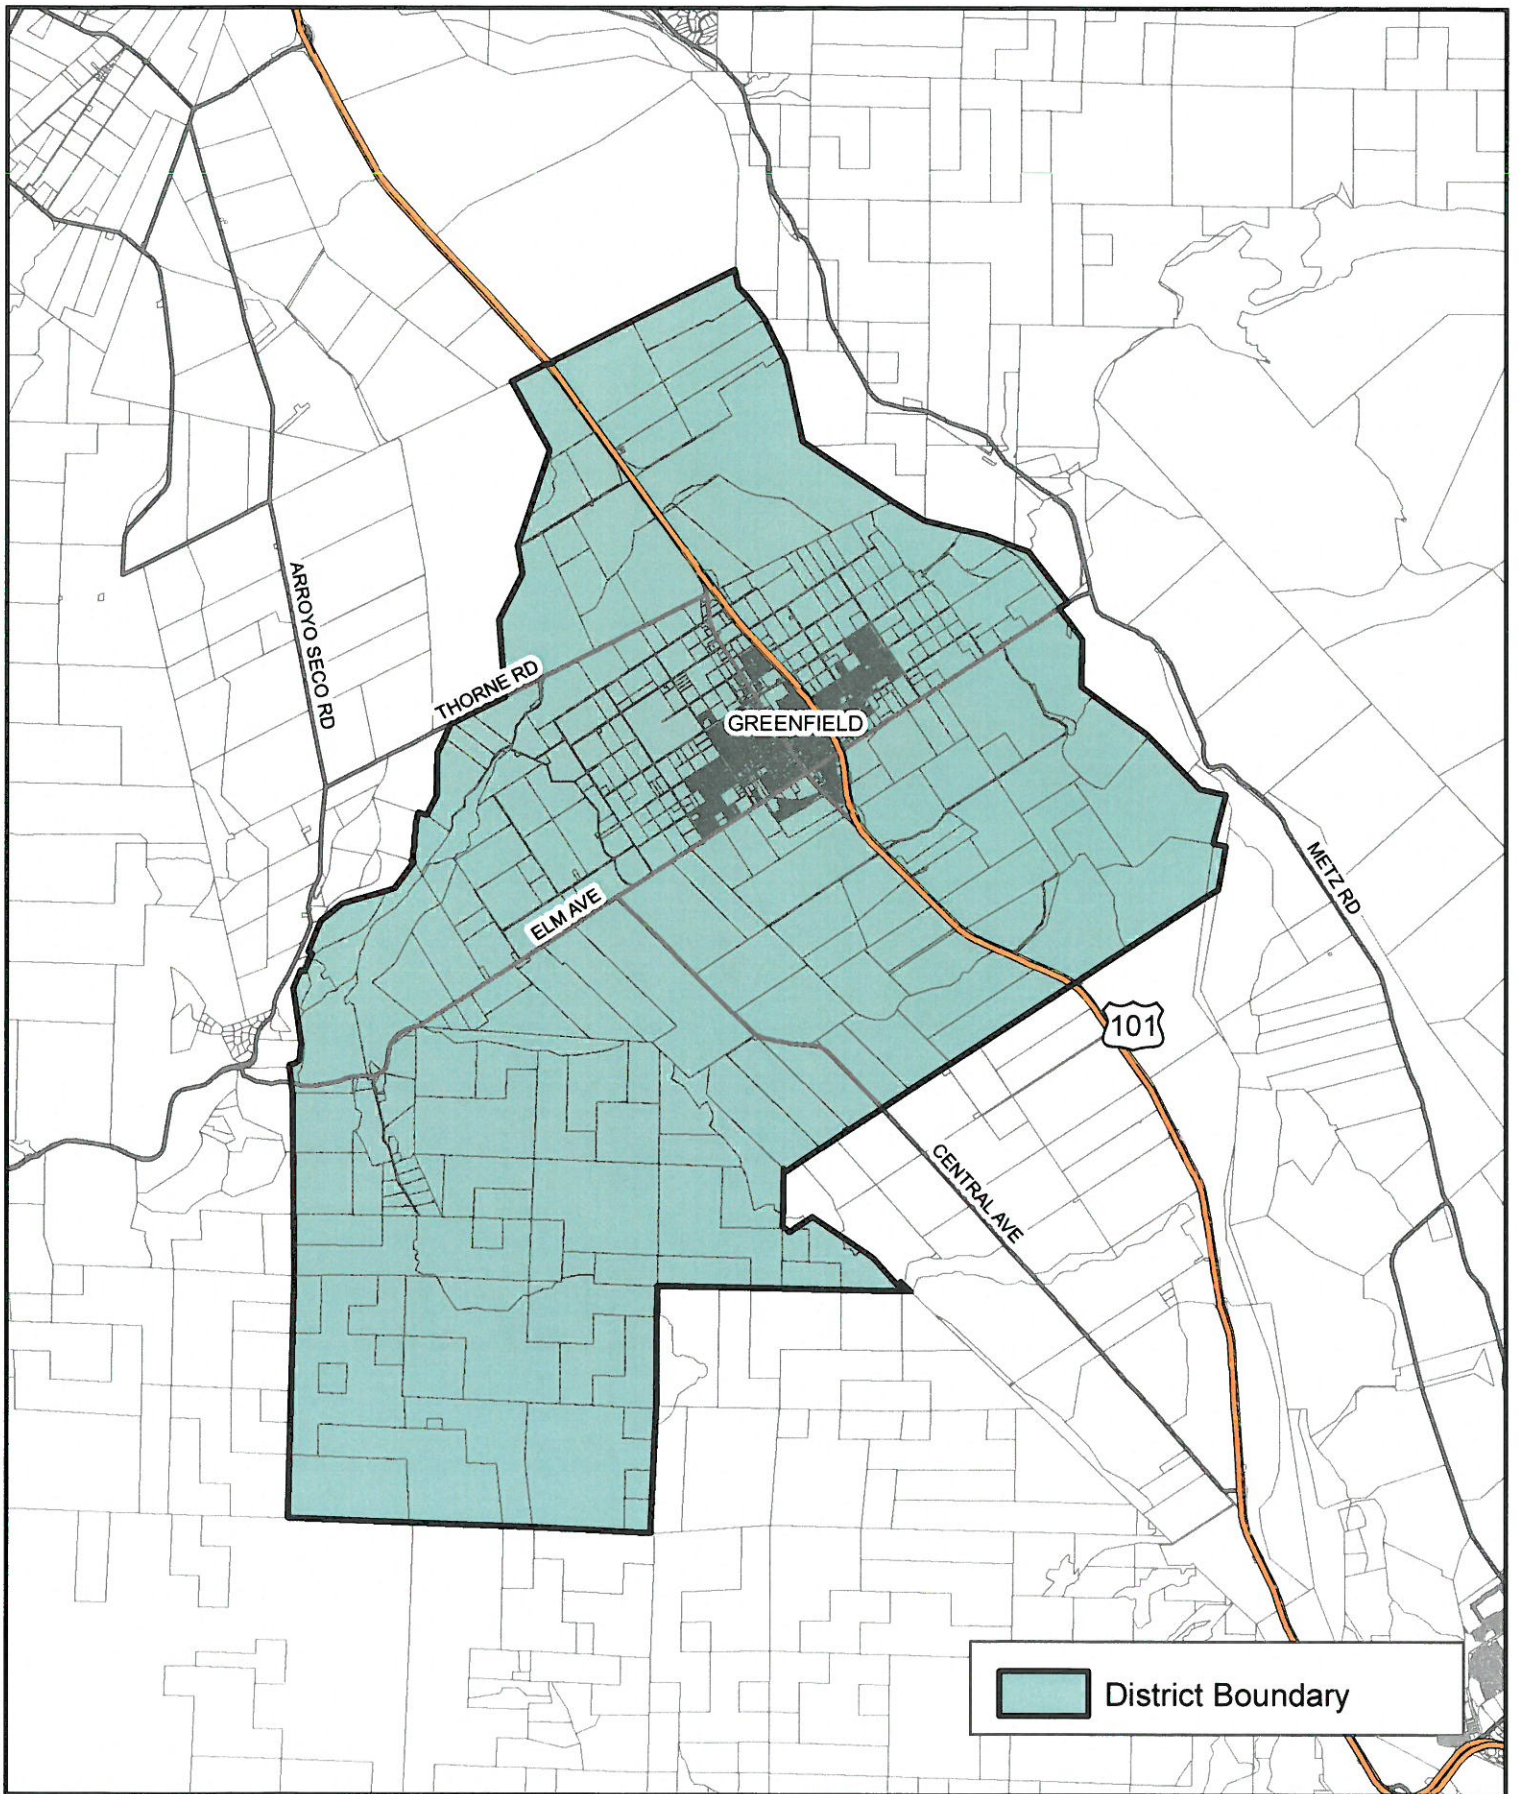 ARROYO SECO RD
THORNE RD
GREENFIELD
ELM AVE
METZ RD
101
CENTRAL AVE
District Boundary